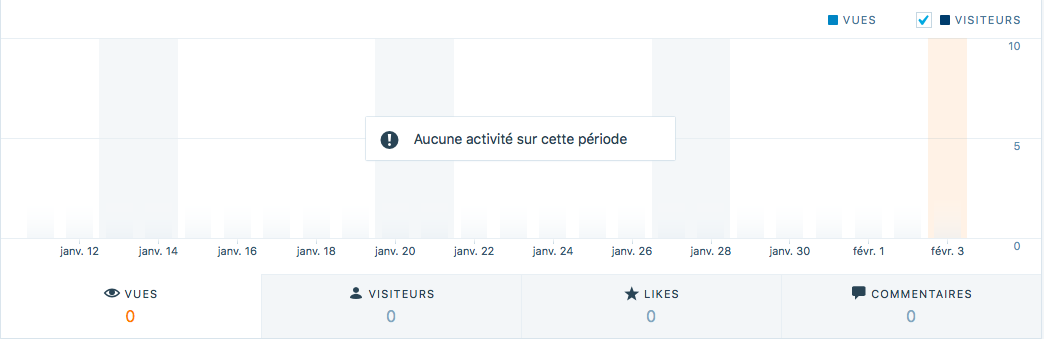 VUES VISITEURS
10
Aucune activité sur cette période
5
0
janv. 12 janv. 14 janv. 16 janv. 18 janv. 20 janv. 22 janv. 24 janv. 26 janv. 28 janv. 30 févr. 1 févr. 3
VUES VISITEURS LIKES COMMENTAIRES
0 0 0 0